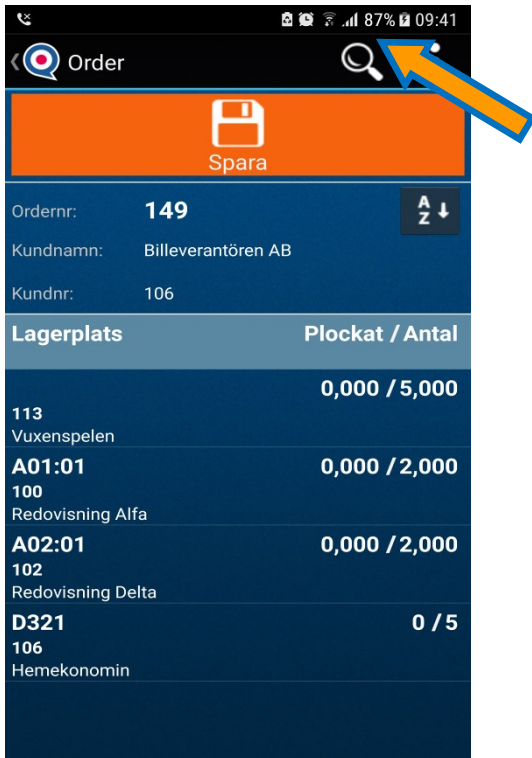 87% 09:41
Order
Spara
Ordernr: 149
A Z
Kundnamn: Billeverantören AB
Kundnr: 106
Lagerplats Plockat / Antal
0,000 / 5,000
113
Vuxenspelen
A01:01 0,000 / 2,000
100
Redovisning Alfa
A02:01 0,000 / 2,000
102
Redovisning Delta
D321 0 / 5
106
Hemekonomin